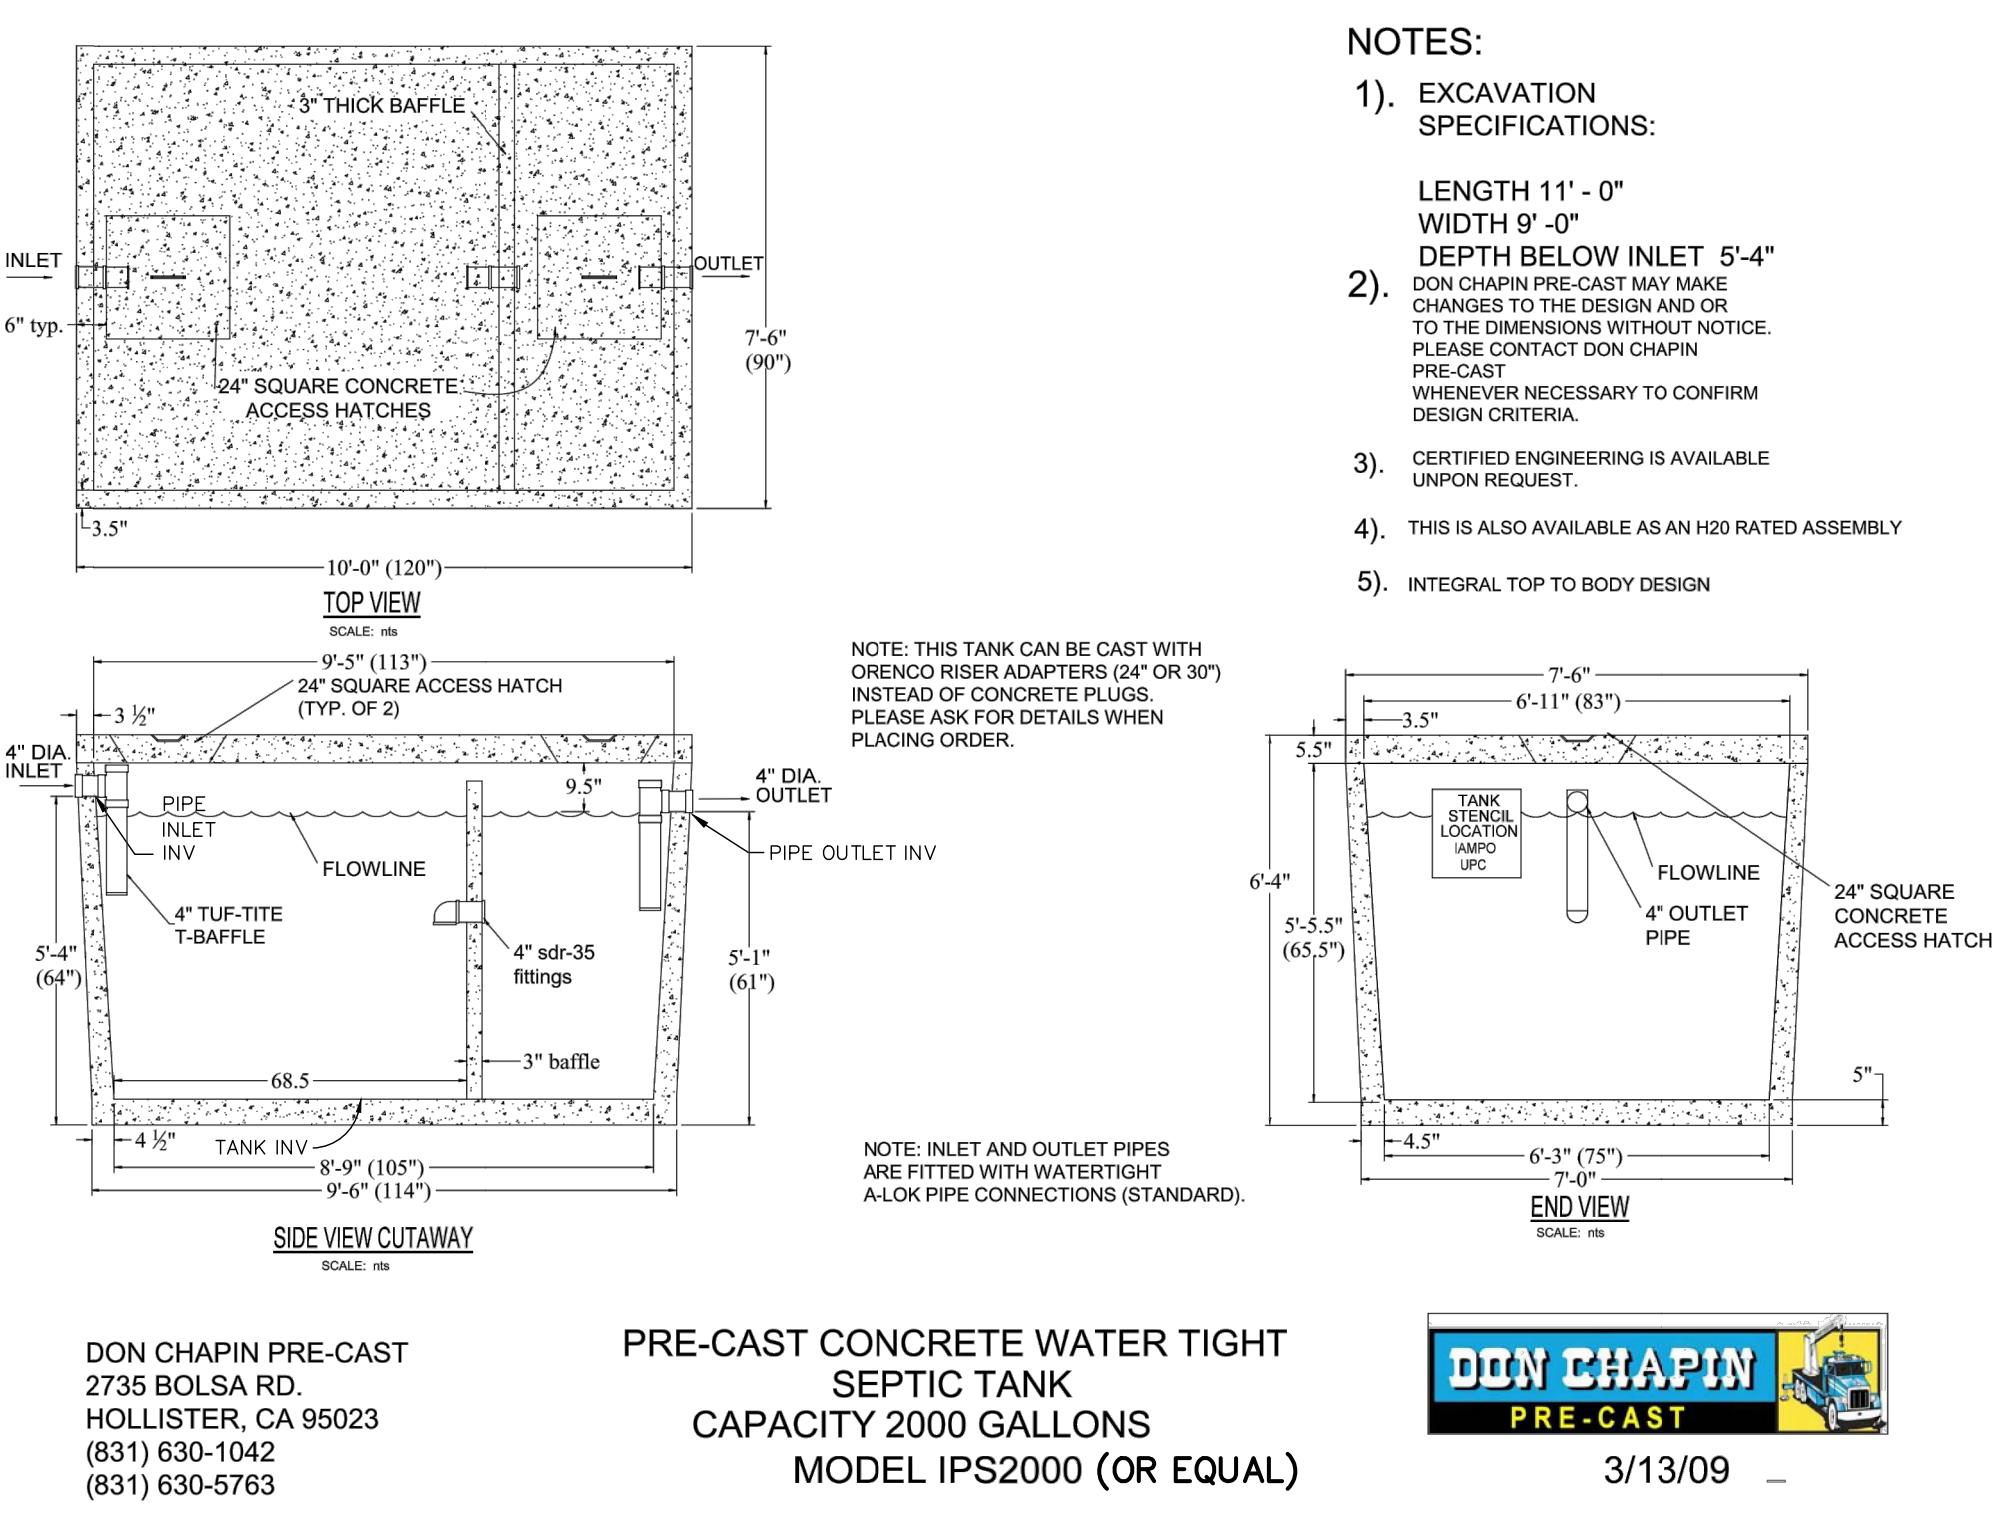 3" THICK BAFFLE
INLET
OUTLET
6" typ.
7'-6"
(90")
24" SQUARE CONCRETE
ACCESS HATCHES
3.5"
10'-0" (120")
TOP VIEW
SCALE: nts
NOTES:
1). EXCAVATION
SPECIFICATIONS:
LENGTH 11' - 0"
WIDTH 9' -0"
DEPTH BELOW INLET 5'-4"
2). DON CHAPIN PRE-CAST MAY MAKE
CHANGES TO THE DESIGN AND OR
TO THE DIMENSIONS WITHOUT NOTICE.
PLEASE CONTACT DON CHAPIN
PRE-CAST
WHENEVER NECESSARY TO CONFIRM
DESIGN CRITERIA.
3). CERTIFIED ENGINEERING IS AVAILABLE
UNPON REQUEST.
4). THIS IS ALSO AVAILABLE AS AN H20 RATED ASSEMBLY
5). INTEGRAL TOP TO BODY DESIGN
9'-5" (113")
24" SQUARE ACCESS HATCH
(TYP. OF 2)
3 ½"
4" DIA.
INLET
9.5"
4" DIA.
OUTLET
PIPE
INLET
INV
FLOWLINE
PIPE OUTLET INV
4" TUF-TITE
T-BAFFLE
5'-4"
(64")
4" sdr-35
fittings
5'-1"
(61")
3" baffle
68.5
4 ½"
TANK INV
8'-9" (105")
9'-6" (114")
SIDE VIEW CUTAWAY
SCALE: nts
NOTE: THIS TANK CAN BE CAST WITH
ORENCO RISER ADAPTERS (24" OR 30")
INSTEAD OF CONCRETE PLUGS.
PLEASE ASK FOR DETAILS WHEN
PLACING ORDER.
NOTE: INLET AND OUTLET PIPES
ARE FITTED WITH WATERTIGHT
A-LOK PIPE CONNECTIONS (STANDARD).
7'-6"
6'-11" (83")
3.5"
5.5"
TANK
STENCIL
LOCATION
IAMPO
UPC
FLOWLINE
6'-4"
24" SQUARE
CONCRETE
ACCESS HATCH
4" OUTLET
PIPE
5'-5.5"
(65.5")
5"
4.5"
6'-3" (75")
7'-0"
END VIEW
SCALE: nts
DON CHAPIN PRE-CAST
2735 BOLSA RD.
HOLLISTER, CA 95023
(831) 630-1042
(831) 630-5763
PRE-CAST CONCRETE WATER TIGHT
SEPTIC TANK
CAPACITY 2000 GALLONS
MODEL IPS2000 (OR EQUAL)
DON CHAPIN
PRE-CAST
3/13/09